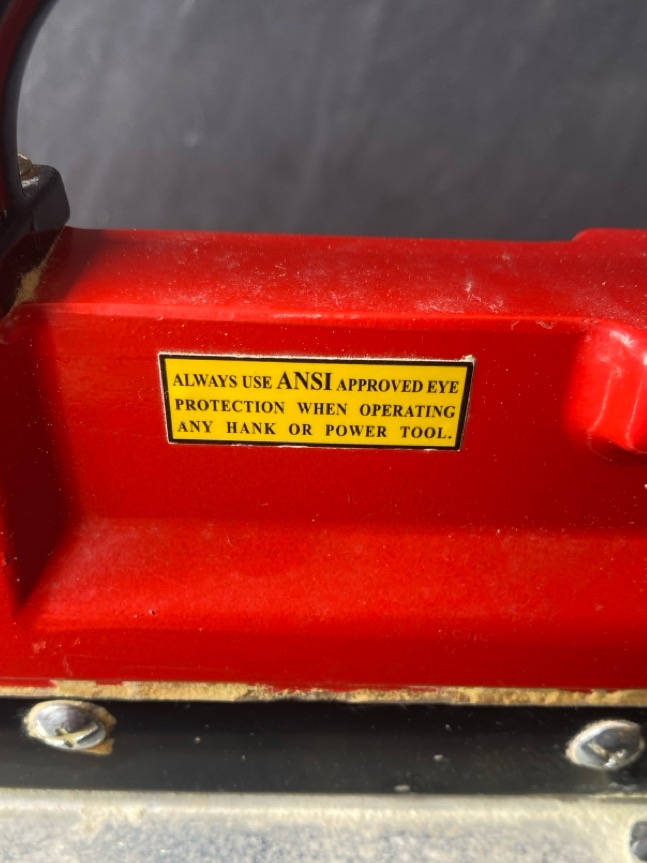 ALWAYS USE ANSI APPROVED EYE
PROTECTION WHEN OPERATING
ANY HANK OR POWER TOOL.